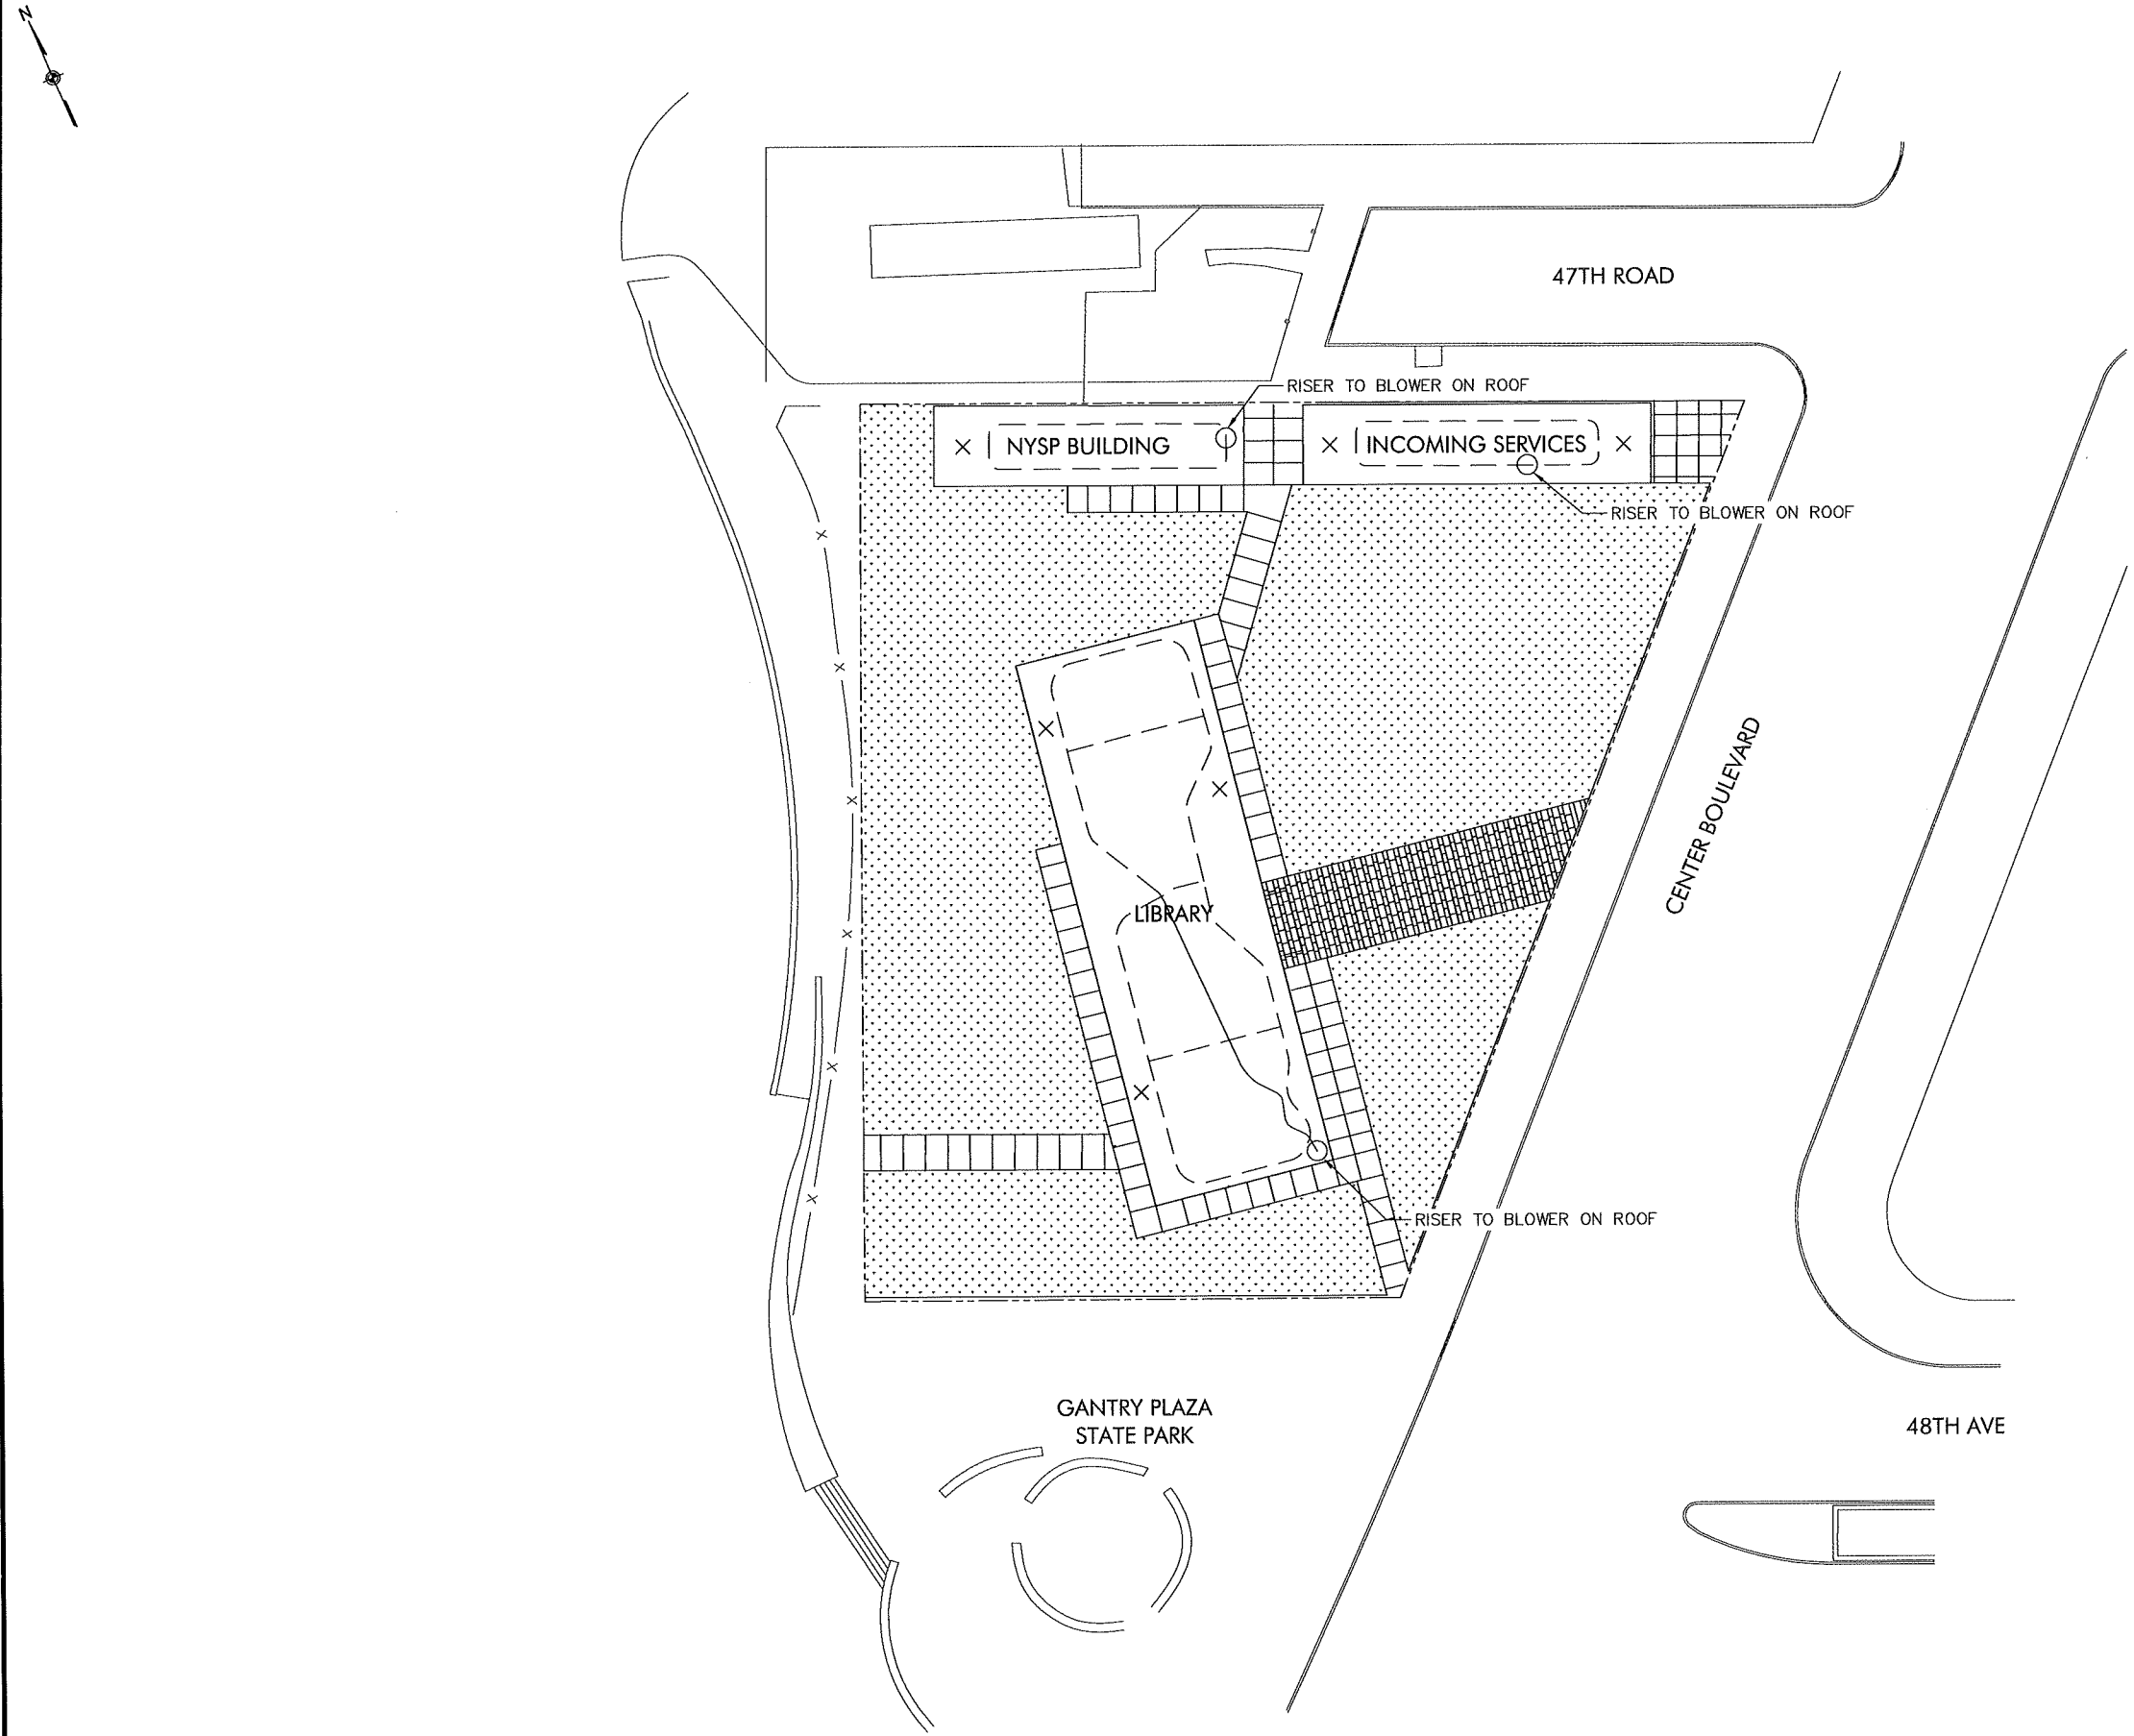 N
47TH ROAD
RISER TO BLOWER ON ROOF
NYSP BUILDING
INCOMING SERVICES
RISER TO BLOWER ON ROOF
CENTER BOULEVARD
LIBRARY
RISER TO BLOWER ON ROOF
GANTRY PLAZA
STATE PARK
48TH AVE